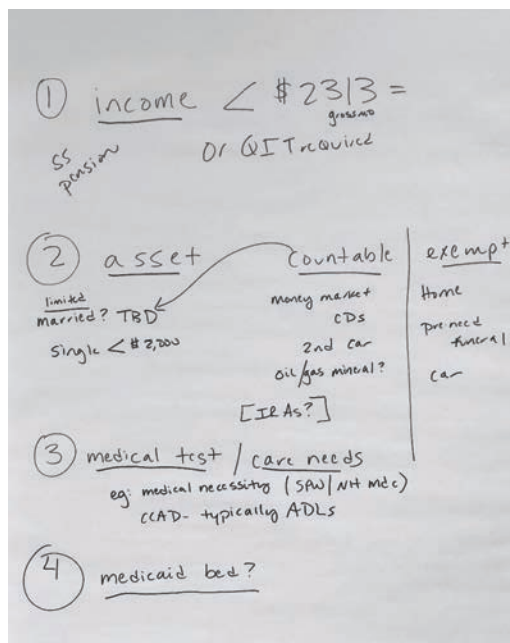 ① income < $2313 =
gross mo
SS
pension
Or QIT required
② asset
countable
exempt
limited
married? TBD
Single < $2,000
money market
CDs
2nd car
oil/gas mineral?
[IRAs?]
Home
pre need
funeral
car
③ medical test / care needs
eg: medical necessity (SPW/NH mdc)
CCAD- typically ADLs
④ medicaid bed?